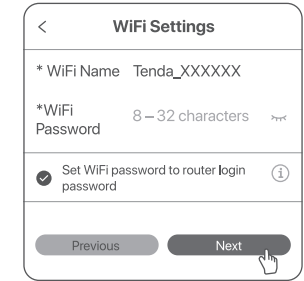 WiFi Settings
* WiFi Name Tenda_XXXXXX
*WiFi
Password 8 – 32 characters
Set WiFi password to router login
password
Previous Next